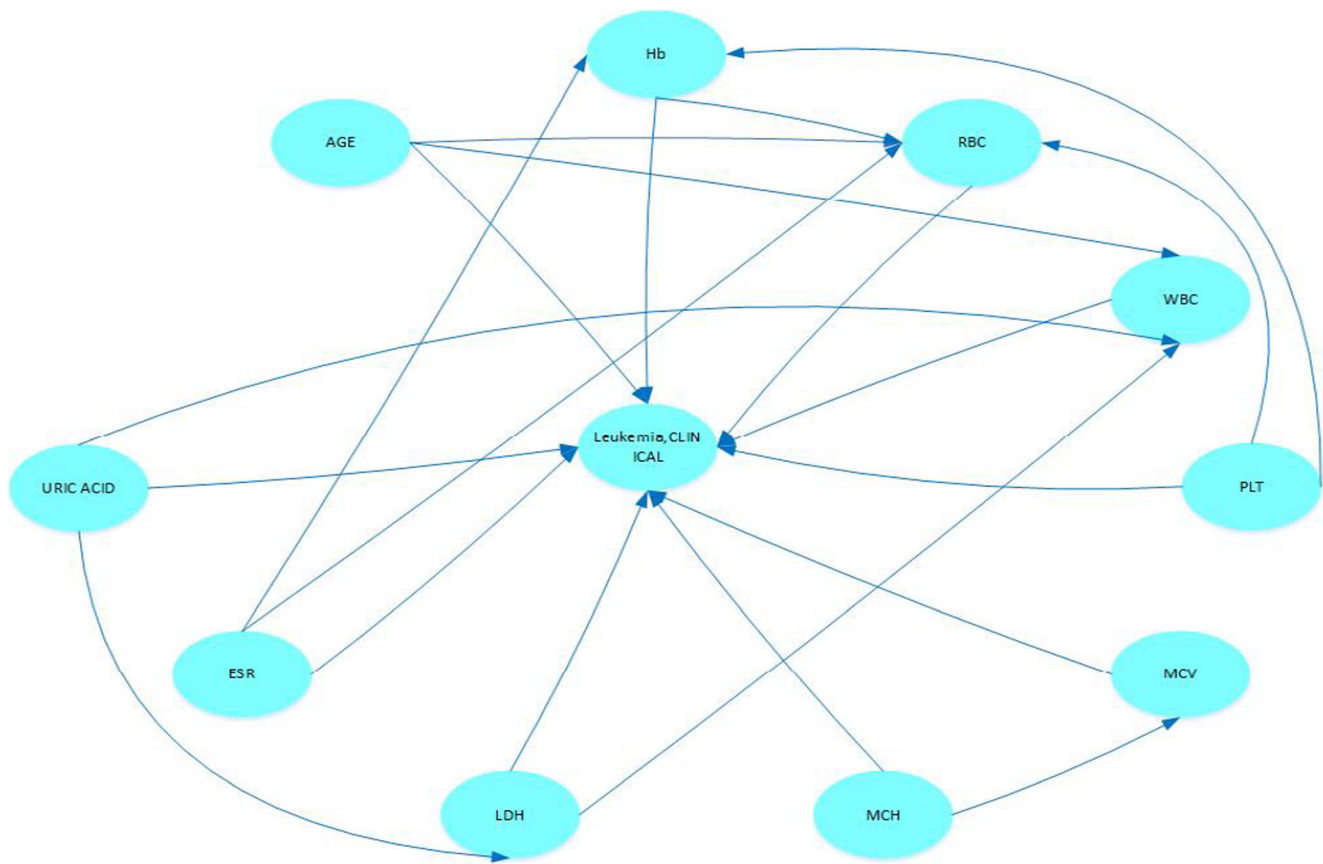 Hb
AGE
RBC
WBC
Leukemia,CLIN
ICAL
URIC ACID
PLT
ESR
MCV
LDH
MCH